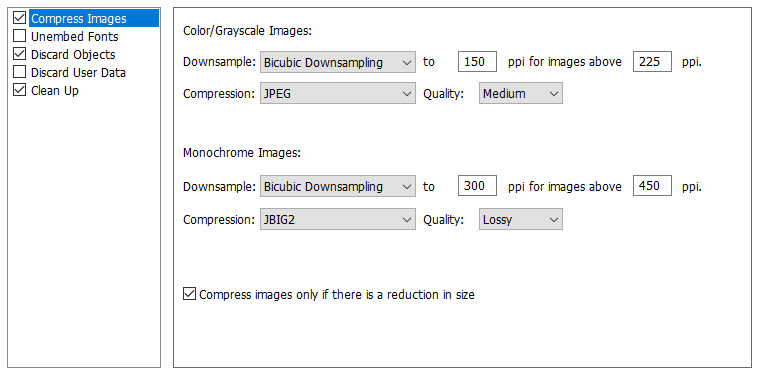 Compress Images
Unembed Fonts
Discard Objects
Discard User Data
Clean Up
Color/Grayscale Images:
Downsample: Bicubic Downsampling to 150 ppi for images above 225 ppi.
Compression: JPEG Quality: Medium
Monochrome Images:
Downsample: Bicubic Downsampling to 300 ppi for images above 450 ppi.
Compression: JBIG2 Quality: Lossy
Compress images only if there is a reduction in size